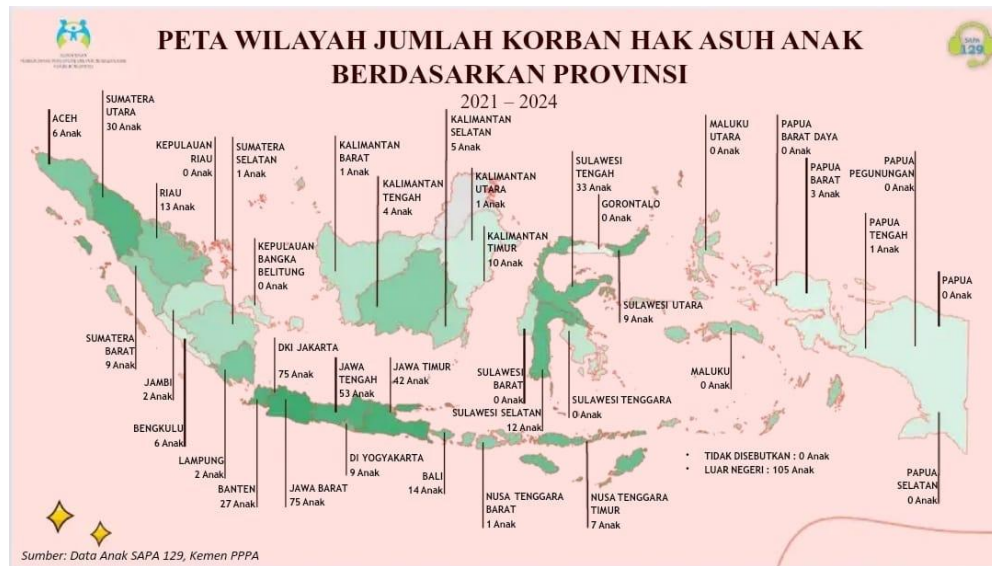 PETA WILAYAH JUMLAH KORBAN HAK ASUH ANAK
BERDASARKAN PROVINSI
2021 – 2024
SAPA
129
ACEH
6 Anak
SUMATERA
UTARA
30 Anak
KEPULAUAN
RIAU
0 Anak
RIAU
13 Anak
SUMATERA
SELATAN
1 Anak
KEPULAUAN
BANGKA
BELITUNG
0 Anak
KALIMANTAN
BARAT
1 Anak
KALIMANTAN
TENGAH
4 Anak
KALIMANTAN
SELATAN
5 Anak
KALIMANTAN
UTARA
1 Anak
KALIMANTAN
TIMUR
10 Anak
SULAWESI
TENGAH
33 Anak
GORONTALO
0 Anak
SULAWESI UTARA
9 Anak
MALUKU
UTARA
0 Anak
PAPUA
BARAT DAYA
0 Anak
PAPUA
BARAT
3 Anak
PAPUA
PEGUNUNGAN
0 Anak
PAPUA
TENGAH
1 Anak
PAPUA
0 Anak
SUMATERA
BARAT
9 Anak
JAMBI
2 Anak
BENGKULU
6 Anak
LAMPUNG
2 Anak
BANTEN
27 Anak
DKI JAKARTA
75 Anak
JAWA BARAT
75 Anak
JAWA
TENGAH
53 Anak
DI YOGYAKARTA
9 Anak
JAWA TIMUR
42 Anak
BALI
14 Anak
SULAWESI
BARAT
0 Anak
SULAWESI SELATAN
12 Anak
SULAWESI TENGGARA
0 Anak
NUSA TENGGARA
BARAT
1 Anak
NUSA TENGGARA
TIMUR
7 Anak
MALUKU
0 Anak
• TIDAK DISEBUTKAN : 0 Anak
• LUAR NEGERI : 105 Anak
PAPUA
SELATAN
0 Anak
Sumber: Data Anak SAPA 129, Kemen PPPA